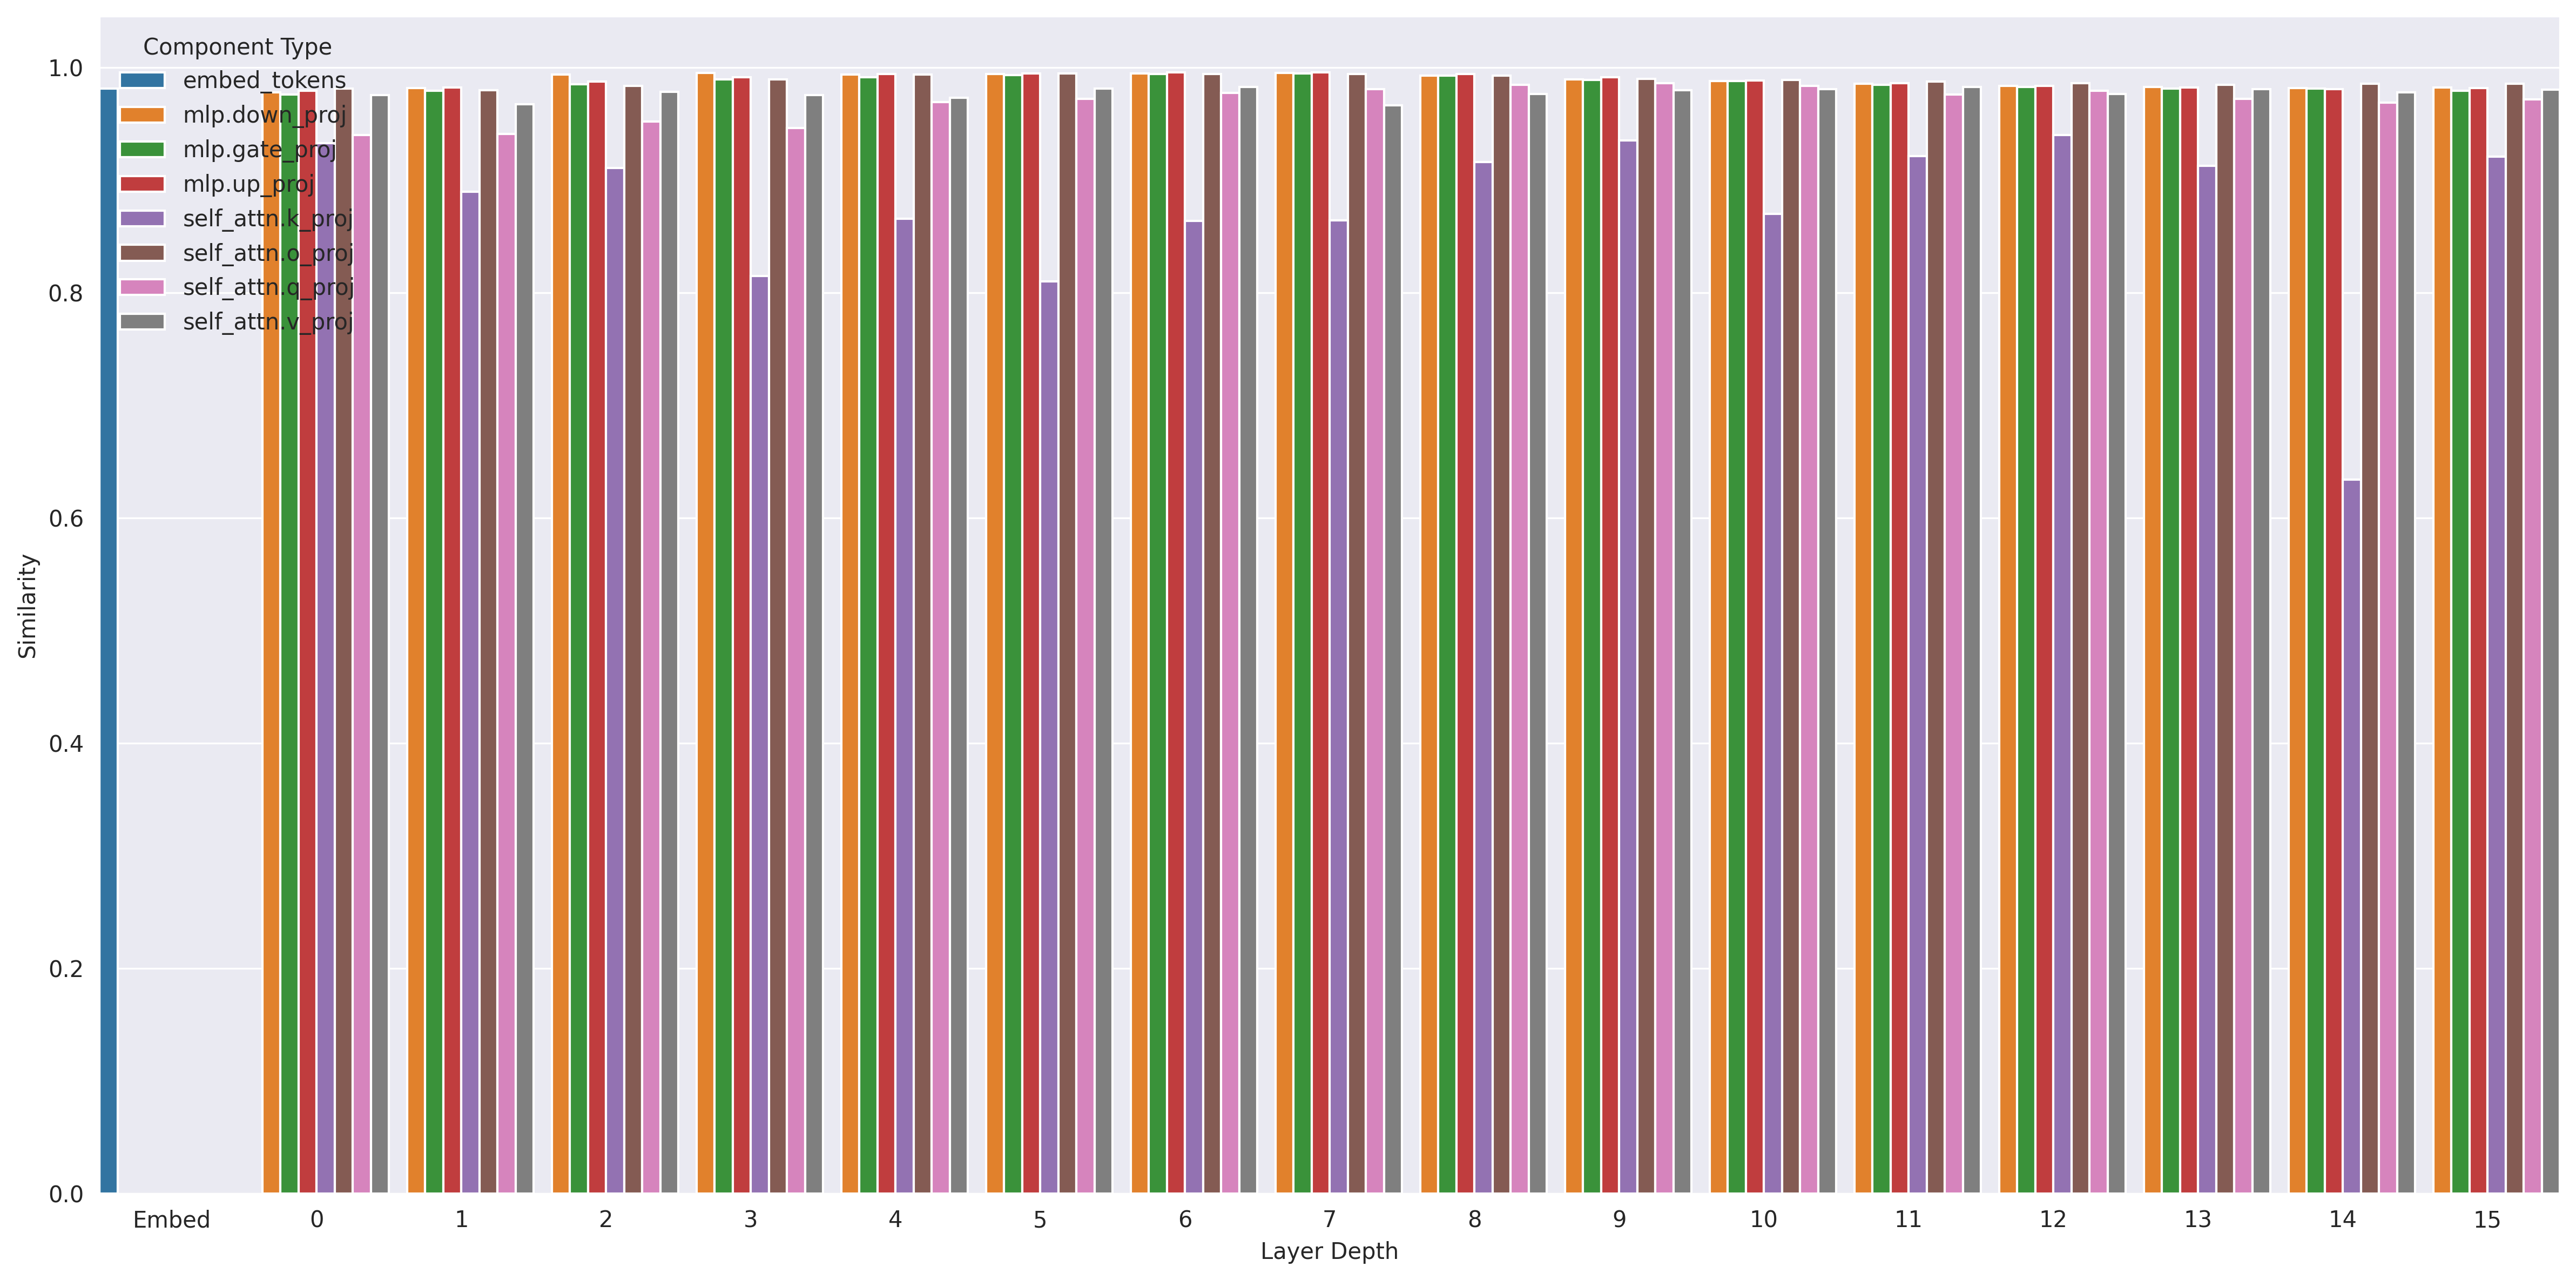 Component Type
embed_tokens
mlp.down_proj
mlp.gate_proj
mlp.up_proj
self_attn.k_proj
self_attn.o_proj
self_attn.q_proj
self_attn.v_proj
1.0
0.8
0.6
0.4
0.2
0.0
Similarity
Embed 0 1 2 3 4 5 6 7 8 9 10 11 12 13 14 15
Layer Depth